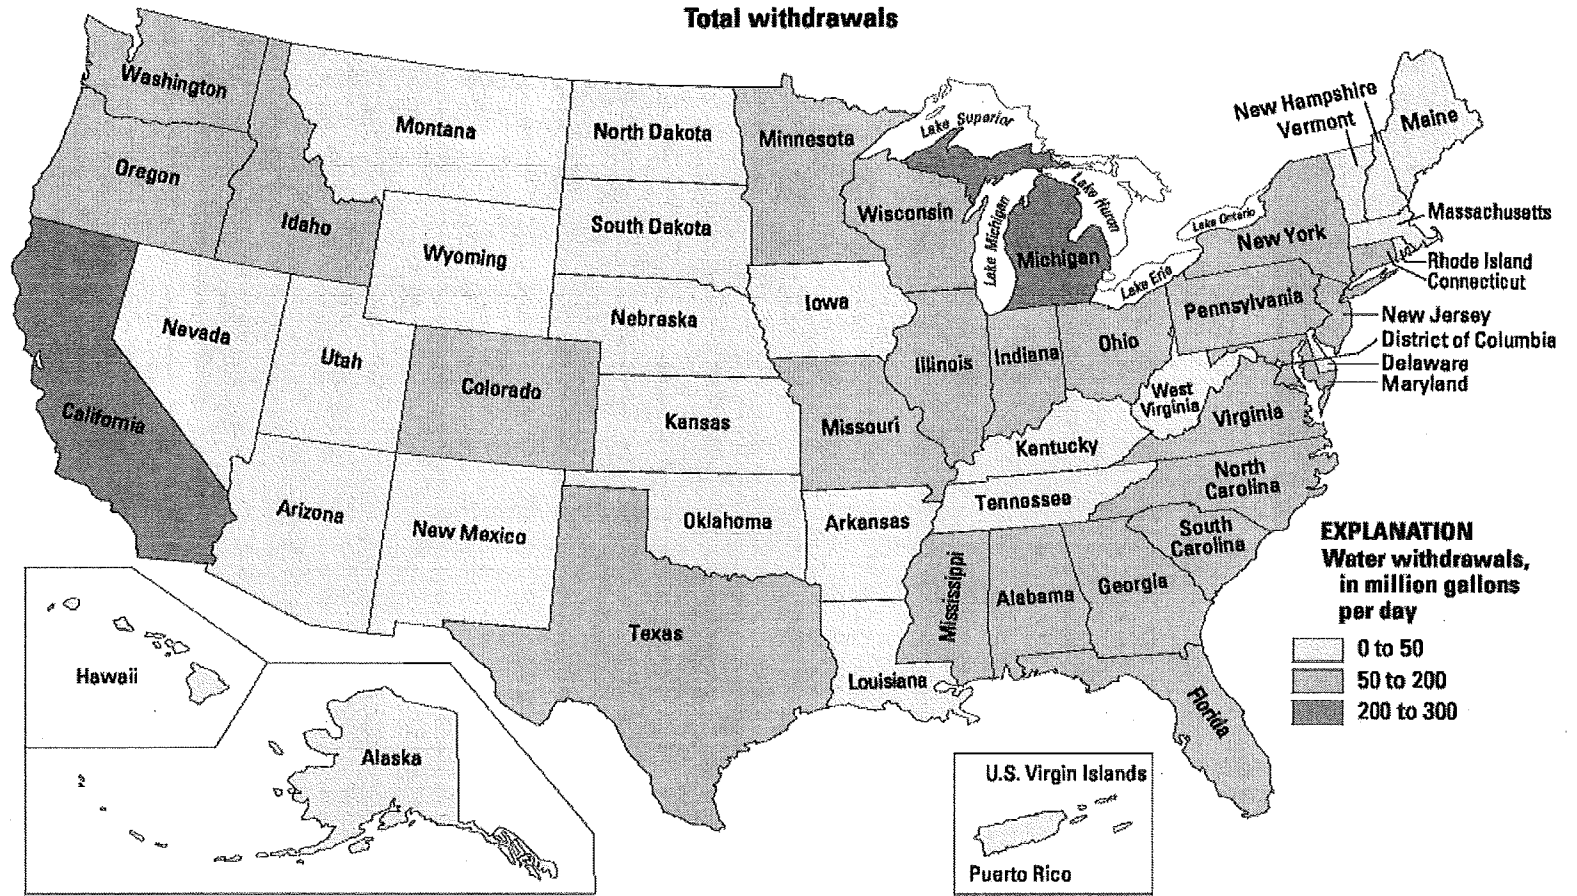 Total withdrawals
Washington
Oregon
Idaho
Montana
North Dakota
Minnesota
Lake Superior
New Hampshire
Vermont
Maine
South Dakota
Wisconsin
Lake Michigan
Lake Huron
Michigan
Lake Ontario
Lake Erie
New York
Massachusetts
Rhode Island
Connecticut
Wyoming
Nebraska
Iowa
Pennsylvania
New Jersey
District of Columbia
Delaware
Maryland
Nevada
Utah
Colorado
California
Kansas
Missouri
Illinois
Indiana
Ohio
West
Virginia
Virginia
Kentucky
North
Carolina
Tennessee
Arizona
New Mexico
Oklahoma
Arkansas
South
Carolina
Mississippi
Alabama
Georgia
Texas
Louisiana
Florida
Hawaii
Alaska
U.S. Virgin Islands
Puerto Rico
EXPLANATION
Water withdrawals,
in million gallons
per day
0 to 50
50 to 200
200 to 300